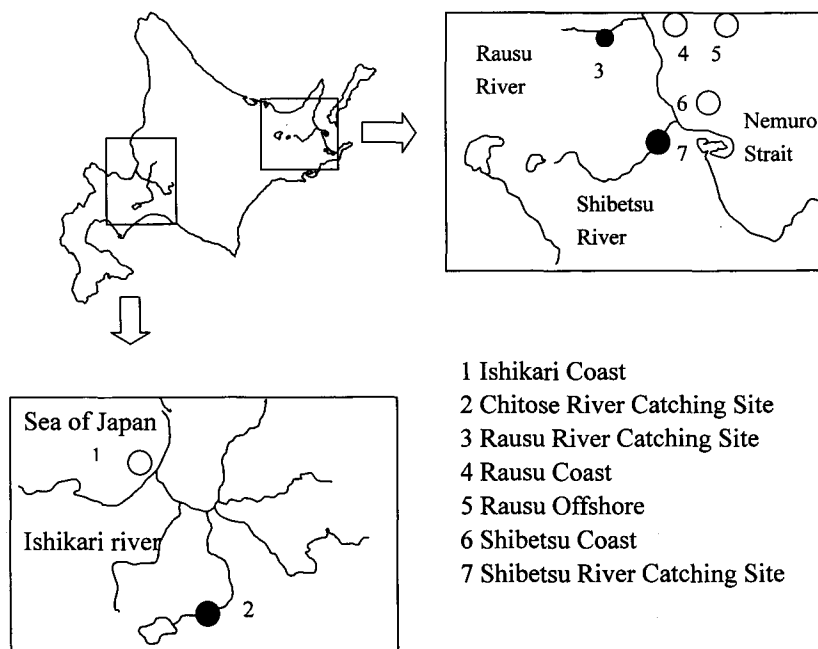 Rausu
River
3
4
5
6
Nemuro
Strait
7
Shibetsu
River
Sea of Japan
1
Ishikari river
2
1 Ishikari Coast
2 Chitose River Catching Site
3 Rausu River Catching Site
4 Rausu Coast
5 Rausu Offshore
6 Shibetsu Coast
7 Shibetsu River Catching Site